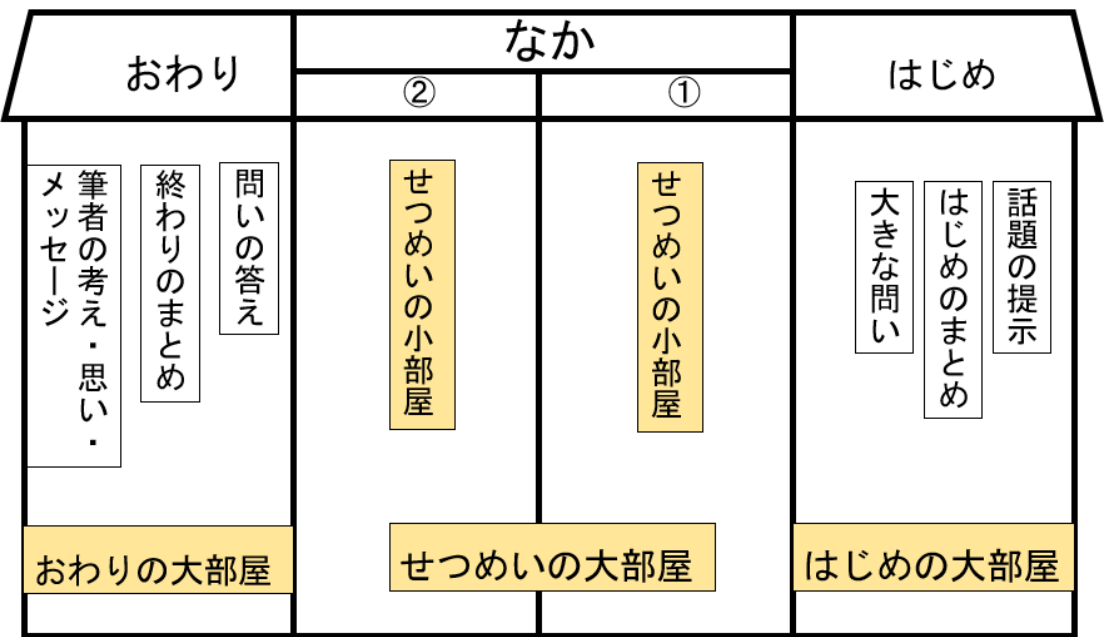 はじめ
なか
①
②
おわり
話題の提示
はじめのまとめ
大きな問い
せつめいの小部屋
せつめいの小部屋
問いの答え
終わりのまとめ
筆者の考え・思い・
メッセージ
はじめの大部屋
せつめいの大部屋
おわりの大部屋